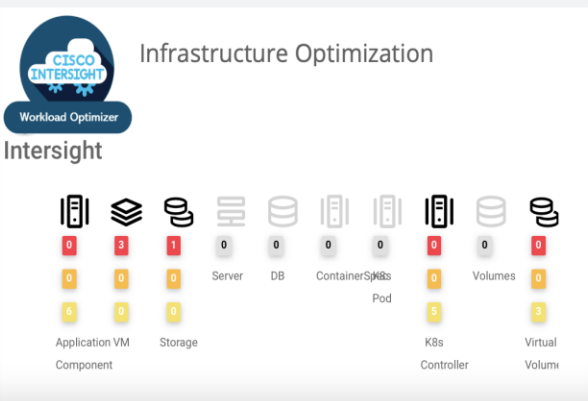 CISCO
INTERSIGHT
Workload Optimizer
Infrastructure Optimization
Intersight
0 3 1 0 0 0 0 0 0 0
0 0 0 0 0
6 0 0 5 3
Server DB ContainerSpec K8s Pod Volumes
Application Component VM Storage K8s Controller Virtual Volum